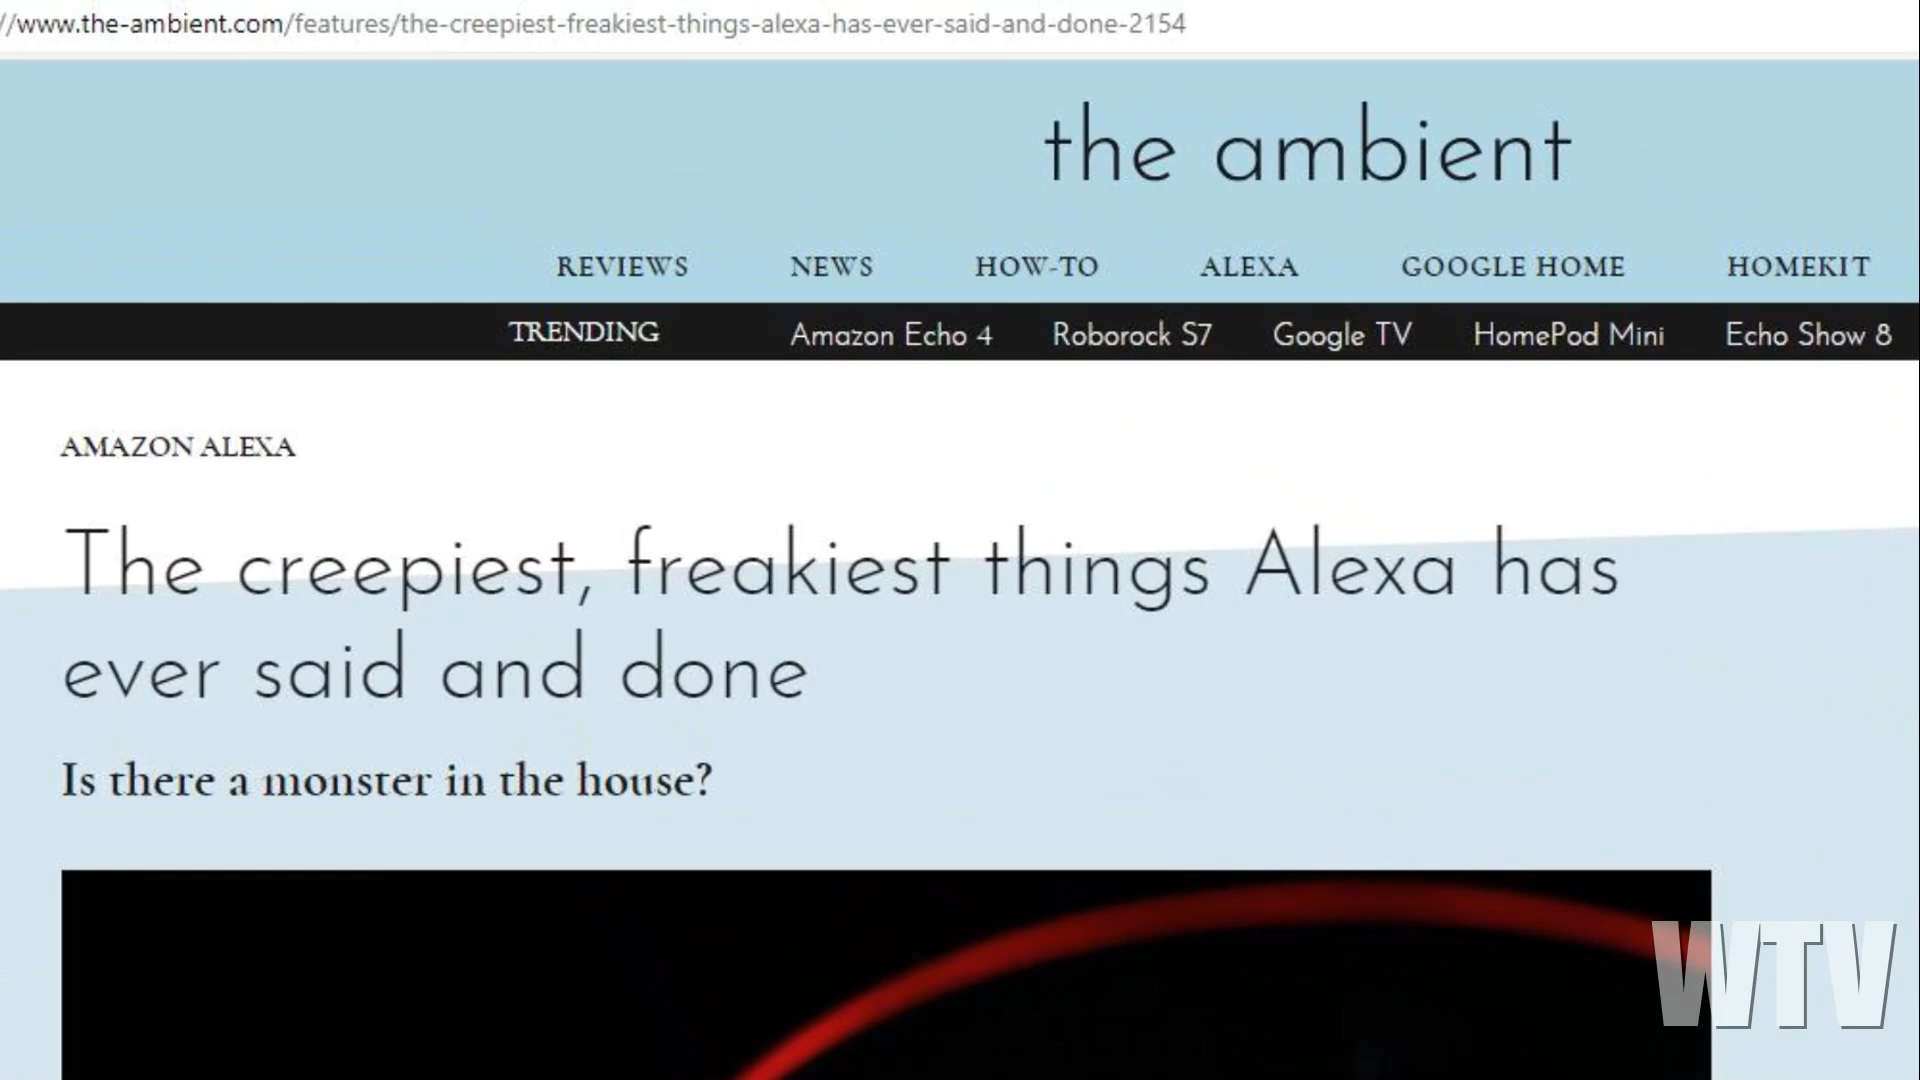 //www.the-ambient.com/features/the-creepiest-freakiest-things-alexa-has-ever-said-and-done-2154
the ambient
REVIEWS NEWS HOW-TO ALEXA GOOGLE HOME HOMEKIT
TRENDING Amazon Echo 4 Roborock S7 Google TV HomePod Mini Echo Show 8
AMAZON ALEXA
The creepiest, freakiest things Alexa has
ever said and done
Is there a monster in the house?
WTV